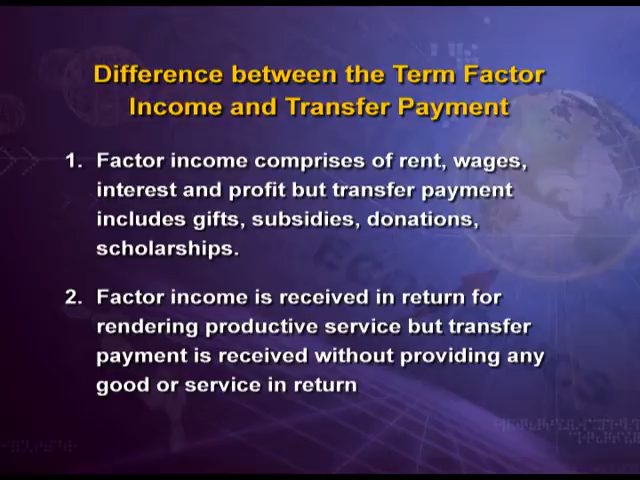 Difference between the Term Factor
Income and Transfer Payment
1. Factor income comprises of rent, wages,
interest and profit but transfer payment
includes gifts, subsidies, donations,
scholarships.
2. Factor income is received in return for
rendering productive service but transfer
payment is received without providing any
good or service in return